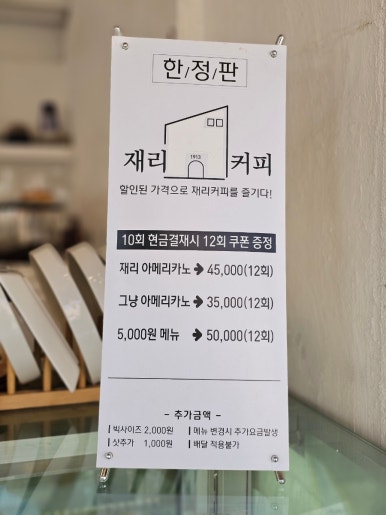 한/정/판
1913
재리 커피
할인된 가격으로 재리커피를 즐기다!
10회 현금결재시 12회 쿠폰 증정
재리 아메리카노 → 45,000(12회)
그냥 아메리카노 → 35,000(12회)
5,000원 메뉴 → 50,000(12회)
- 추가금액 -
| 빅사이즈 2,000원 | 메뉴 변경시 추가요금발생
| 샷추가 1,000원 | 배달 적용불가